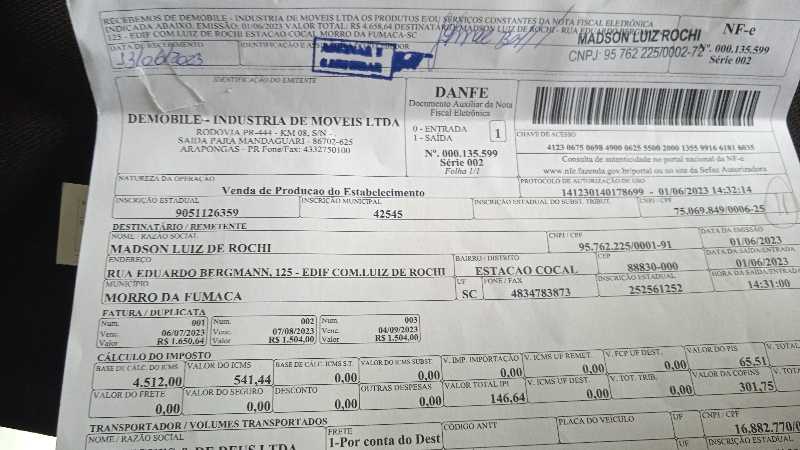 RECEBEMOS DE DEMOBILE - INDUSTRIA DE MOVEIS LTDA OS PRODUTOS E/OU SERVIÇOS CONSTANTES DA NOTA FISCAL ELETRÔNICA
INDICADA ABAIXO. EMISSÃO: 01/06/2023 VALOR TOTAL: R$ 4.658,64 DESTINATÁRIO: MADSON LUIZ DE ROCHI - RUA EDUARDO
125 - EDIF COM.LUIZ DE ROCHI ESTACAO COCAL MORRO DA FUMACA-SC
MADSON LUIZ ROCHI
CNPJ: 95 762 225/0002-72
NF-e
Nº. 000.135.599
Série 002
DATA DE RECEBIMENTO
13/06/2023
IDENTIFICAÇÃO DO EMITENTE
DEMOBILE - INDUSTRIA DE MOVEIS LTDA
RODOVIA PR-444 - KM 08, S/N -
SAIDA PARA MANDAGUARI - 86702-625
ARAPONGAS - PR Fone/Fax: 4332750100
DANFE
Documento Auxiliar da Nota
Fiscal Eletrônica
0 - ENTRADA
1 - SAÍDA
1
Nº. 000.135.599
Série 002
Folha 1/1
CHAVE DE ACESSO
4123 0675 0698 4900 0625 5500 2000 1355 9916 6181 6035
Consulta de autenticidade no portal nacional da NF-e
www.nfe.fazenda.gov.br/portal ou no site da Sefaz Autorizadora
NATUREZA DA OPERAÇÃO
Venda de Producao do Estabelecimento
PROTOCOLO DE AUTORIZAÇÃO DE USO
141230140178699 - 01/06/2023 14:32:14
INSCRIÇÃO ESTADUAL
9051126359
INSCRIÇÃO MUNICIPAL
42545
INSCRIÇÃO ESTADUAL DO SUBST. TRIBUT.
CNPJ / CPF
75.069.849/0006-25
DESTINATÁRIO / REMETENTE
NOME / RAZÃO SOCIAL
MADSON LUIZ DE ROCHI
CNPJ / CPF
95.762.225/0001-91
DATA DA EMISSÃO
01/06/2023
ENDEREÇO
RUA EDUARDO BERGMANN, 125 - EDIF COM.LUIZ DE ROCHI
BAIRRO / DISTRITO
ESTACAO COCAL
CEP
88830-000
DATA DA SAÍDA/ENTRADA
01/06/2023
MUNICÍPIO
MORRO DA FUMACA
UF
SC
FONE / FAX
4834783873
INSCRIÇÃO ESTADUAL
252561252
HORA DA SAÍDA/ENTRADA
14:31:00
FATURA / DUPLICATA
Num. 001
Venc. 06/07/2023
Valor R$ 1.650,64
Num. 002
Venc. 07/08/2023
Valor R$ 1.504,00
Num. 003
Venc. 04/09/2023
Valor R$ 1.504,00
CÁLCULO DO IMPOSTO
BASE DE CÁLC. DO ICMS
4.512,00
VALOR DO ICMS
541,44
BASE DE CÁLC. ICMS S.T.
0,00
VALOR DO ICMS SUBST.
0,00
V. IMP. IMPORTAÇÃO
0,00
V. ICMS UF REMET.
0,00
V. FCP UF DEST.
0,00
VALOR DO PIS
65,51
V. TOTAL
VALOR DO FRETE
0,00
VALOR DO SEGURO
0,00
DESCONTO
0,00
OUTRAS DESPESAS
0,00
VALOR TOTAL IPI
146,64
V. ICMS UF DEST.
0,00
V. TOT. TRIB.
0,00
VALOR DA COFINS
301,75
V. TOTA
TRANSPORTADOR / VOLUMES TRANSPORTADOS
NOME / RAZÃO SOCIAL
DE DEUS LTDA
FRETE
1-Por conta do Dest
CÓDIGO ANTT
PLACA DO VEÍCULO
UF
CNPJ / CPF
16.882.770/0
UF
INSCRIÇÃO ESTADUAL